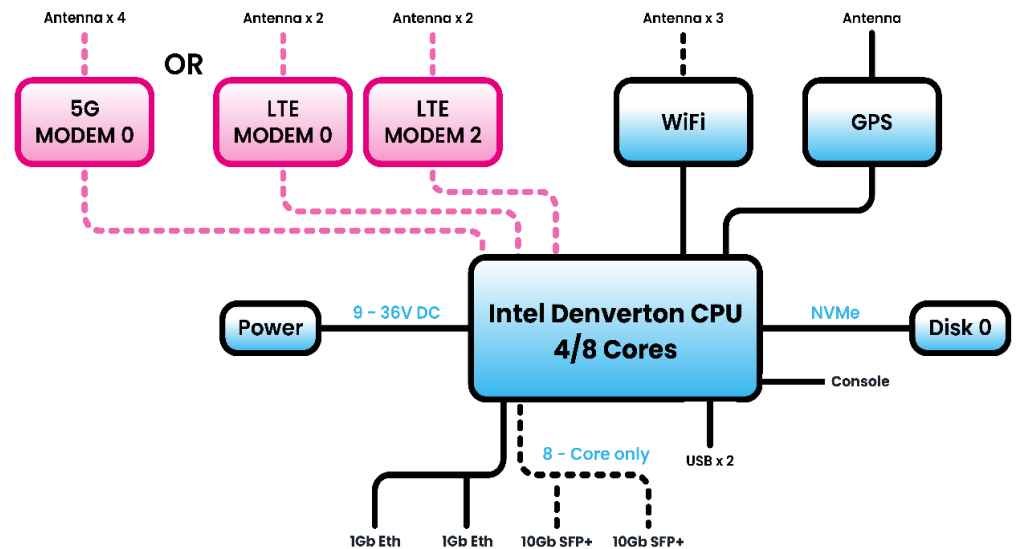 Antenna x 4
Antenna x 2
Antenna x 2
Antenna x 3
Antenna
OR
5G
MODEM 0
LTE
MODEM 0
LTE
MODEM 2
WiFi
GPS
Power
9 - 36V DC
Intel Denverton CPU
4/8 Cores
NVMe
Disk 0
Console
8 - Core only
USB x 2
1Gb Eth
1Gb Eth
10Gb SFP+
10Gb SFP+